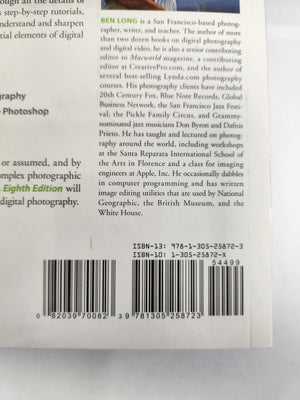 rough all the details of
s step-by-step tutorials,
nderstand and sharpen
tial elements of digital
graphy
Photoshop
or assumed, and by
mplex photographic
Eighth Edition will
digital photography.
BEN LONG is a San Francisco-based photog-
rapher, writer, and teacher. The author of more
than two dozen books on digital photography
and digital video, he is also a senior contributing
editor to Macworld magazine, a contributing
editor at CreativePro.com, and the author of
several best-selling Lynda.com photography
courses. His photography clients have included
20th Century Fox, Blue Note Records, Global
Business Network, the San Francisco Jazz Festi-
val, the Pickle Family Circus, and Grammy-
nominated jazz musicians Don Byron and Dafnis
Prieto. He has taught and lectured on photog-
raphy around the world, including workshops
at the Santa Reparata International School of
the Arts in Florence and a class for imaging
engineers at Apple, Inc. He occasionally dabbles
in computer programming and has written
image editing utilities that are used by National
Geographic, the British Museum, and the
White House.
ISBN-13: 978-1-305-25872-3
ISBN-10: 1-305-25872-X
54499
0 82039 70082 3
9 781305 258723